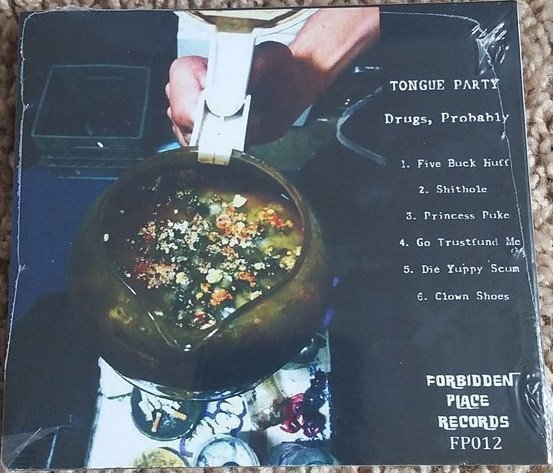 TONGUE PARTY
Drugs, Probably
1. Five Buck Huff
2. Shithole
3. Princess Puke
4. Go Trustfund Me
5. Die Yuppy Scum
6. Clown Shoes
FORBIDDEN
PLACE
RECORDS
FP012